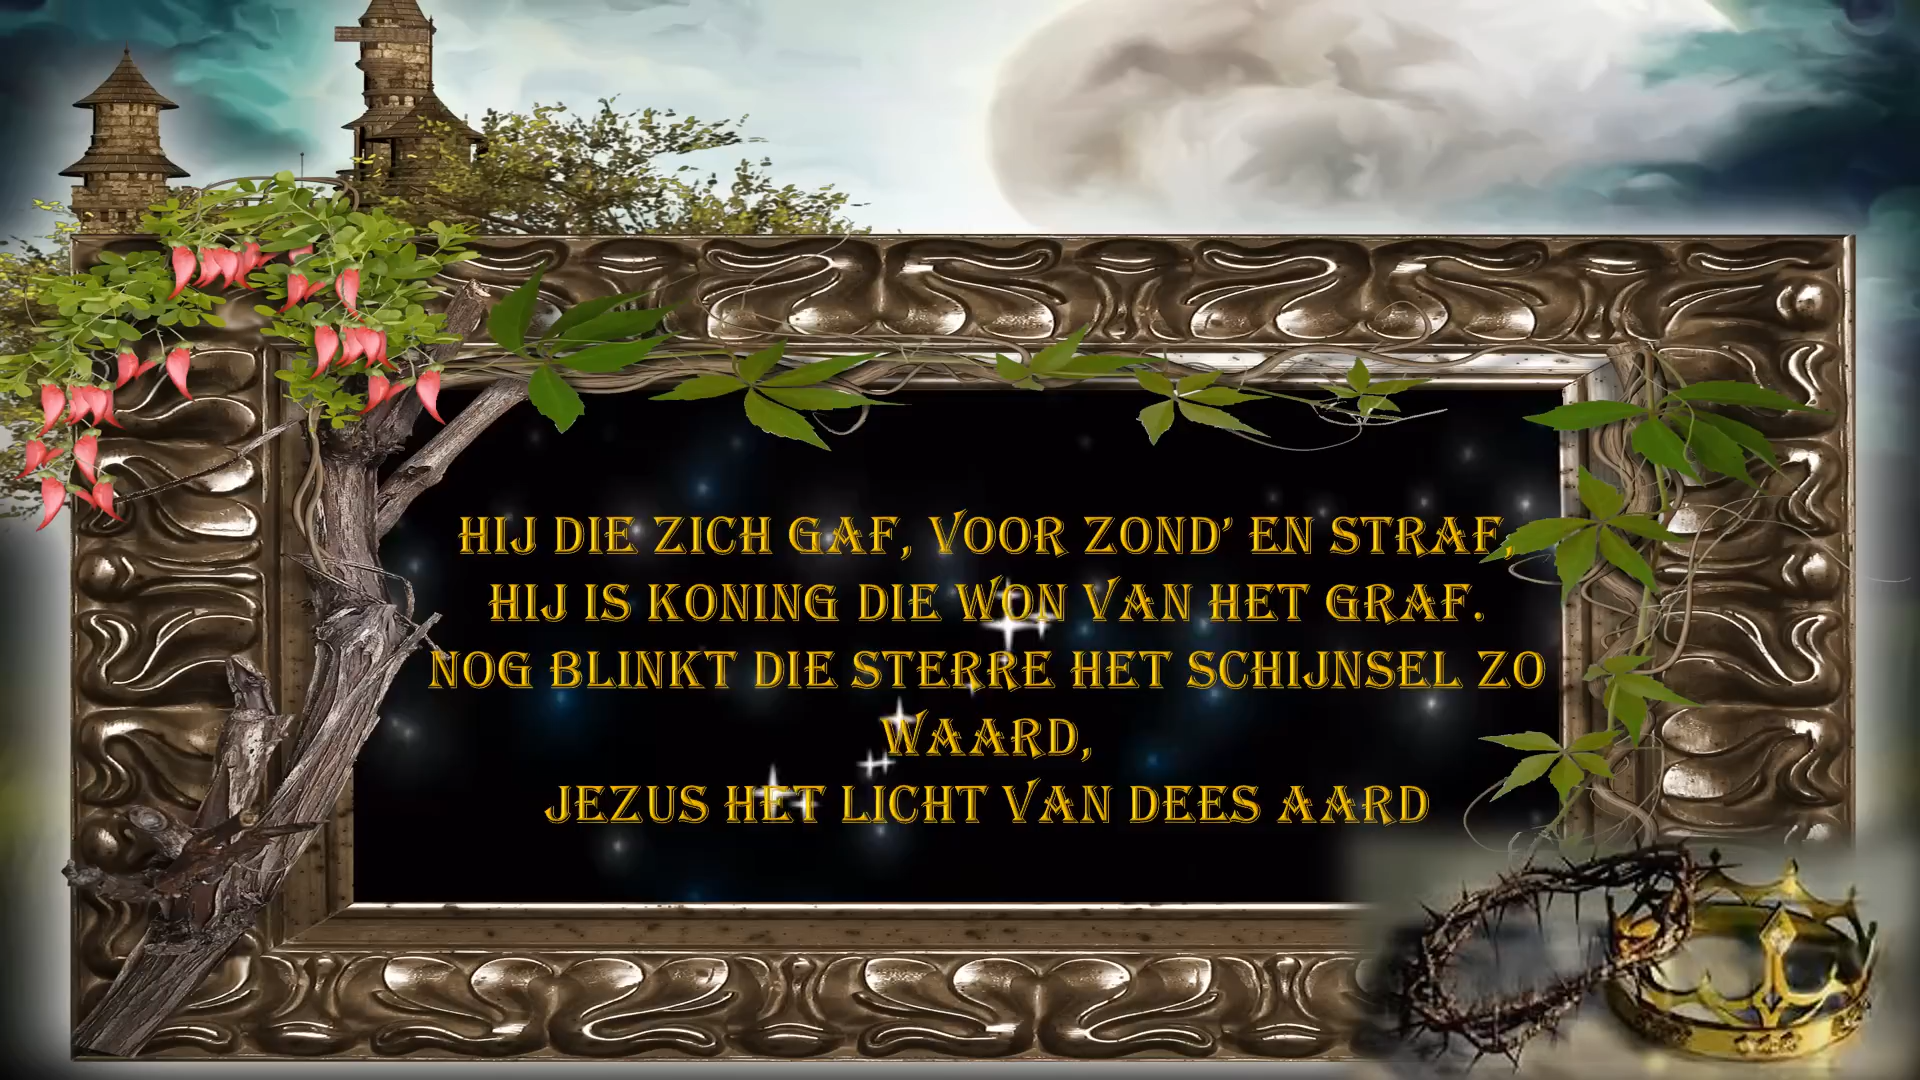 HIJ DIE ZICH GAF, VOOR ZOND’ EN STRAF,
HIJ IS KONING DIE WON VAN HET GRAF.
NOG BLINKT DIE STERRE HET SCHIJNSEL ZO
WAARD,
JEZUS HET LICHT VAN DEES AARD